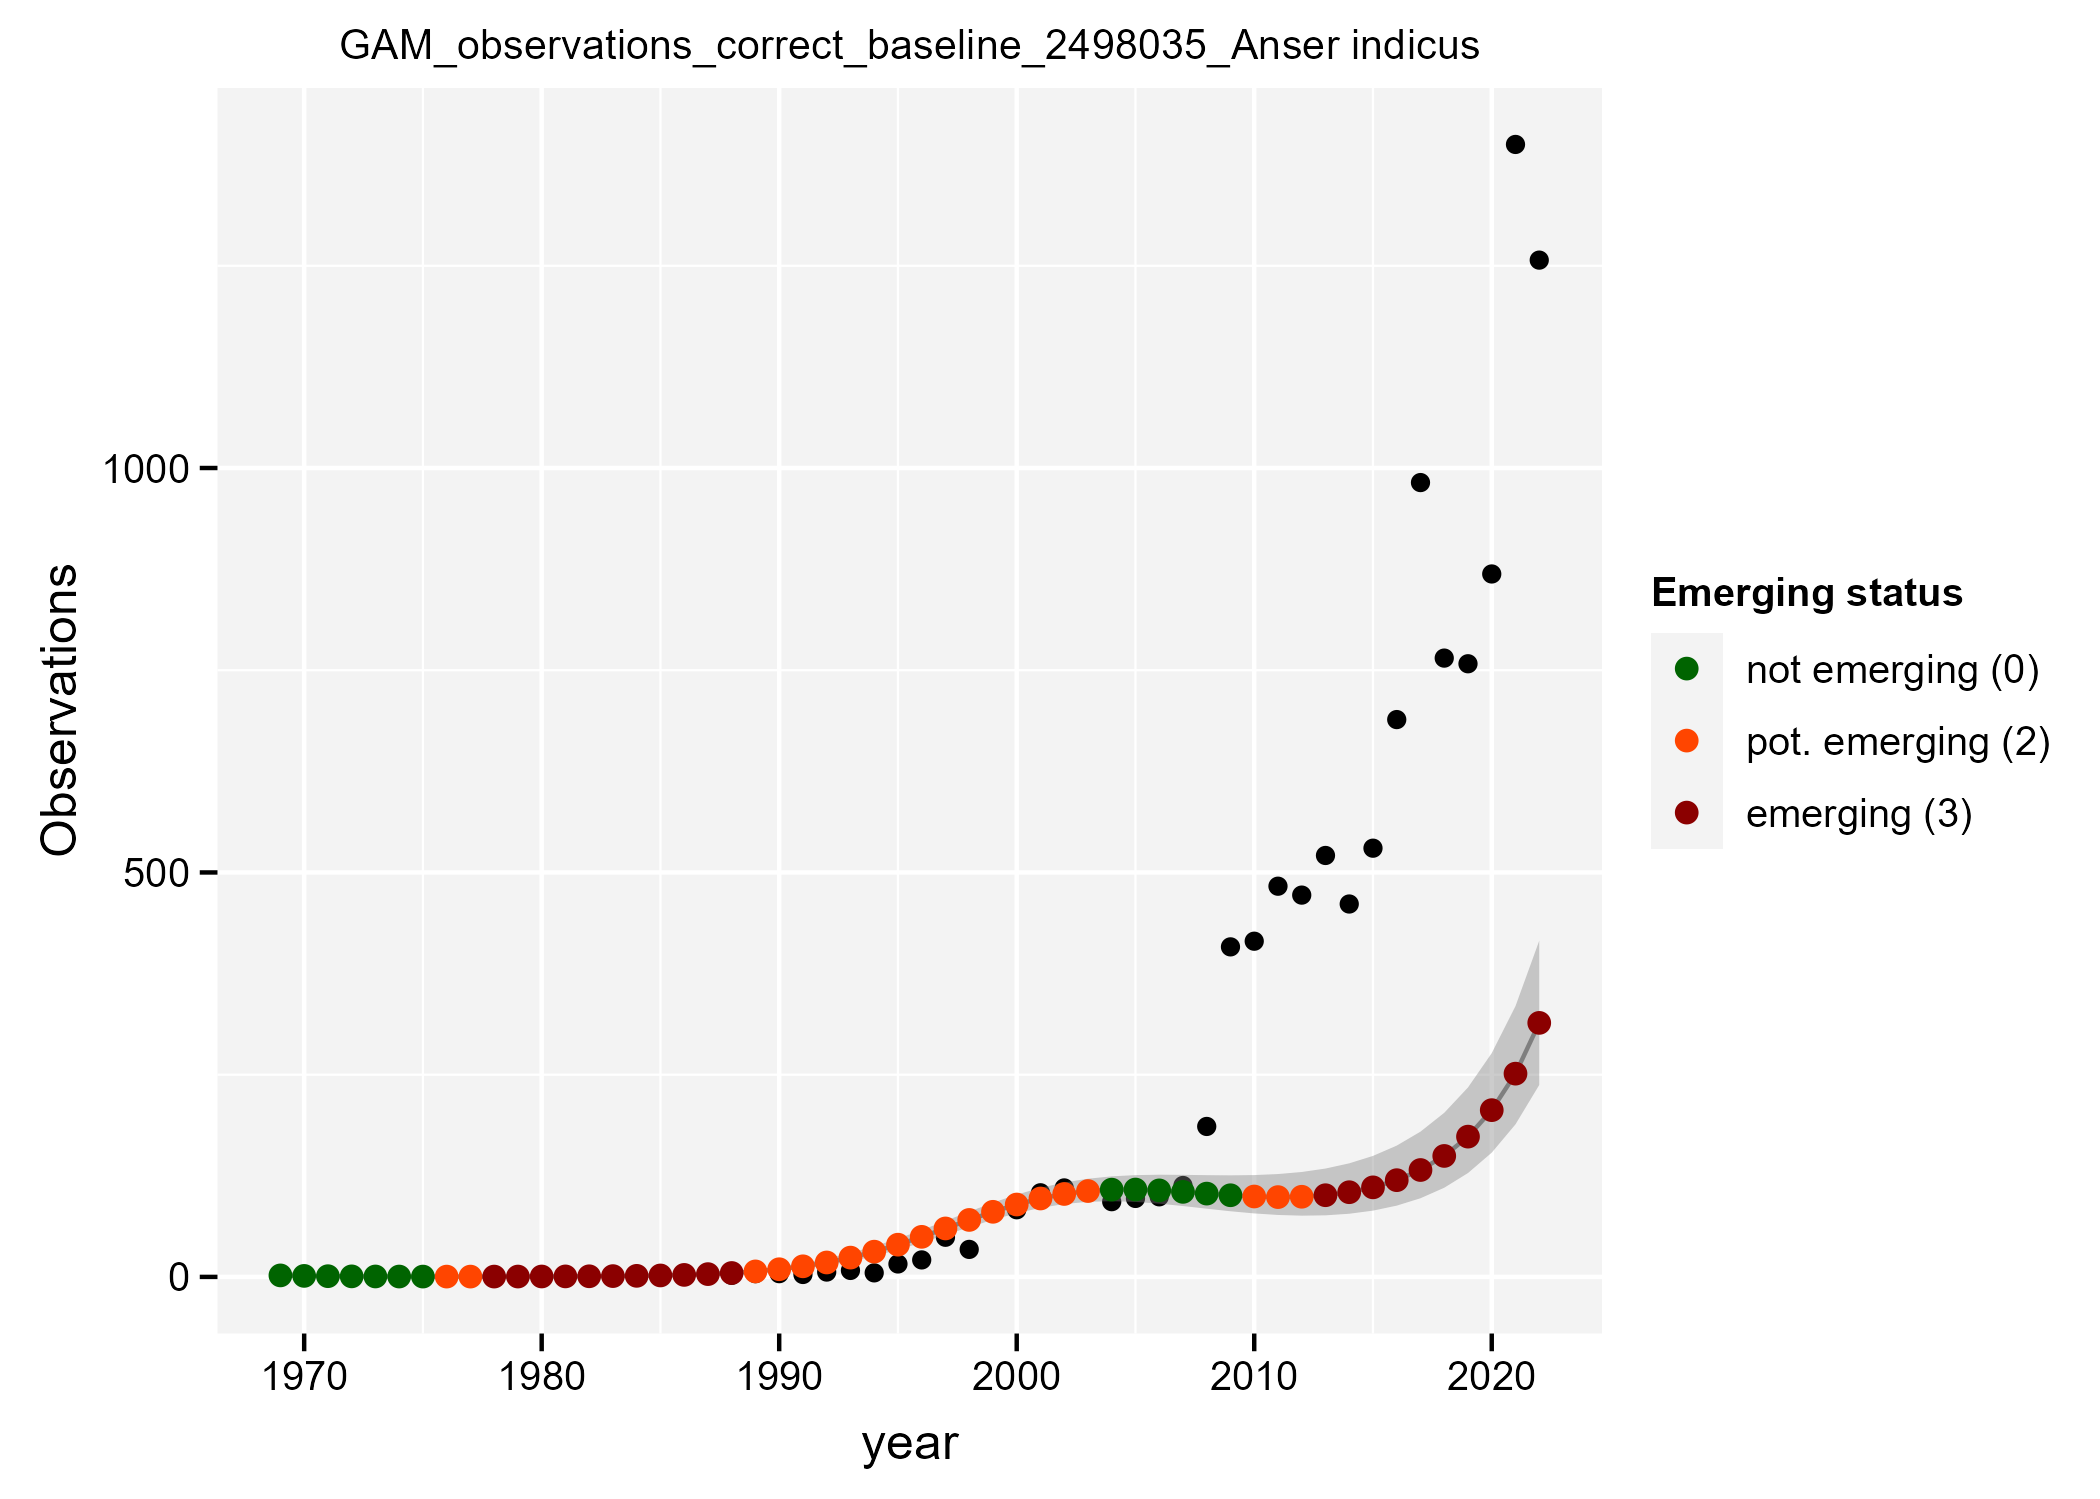 GAM_observations_correct_baseline_2498035_Anser indicus
Observations
1000
500
0
1970 1980 1990 2000 2010 2020
year
Emerging status
not emerging (0)
pot. emerging (2)
emerging (3)